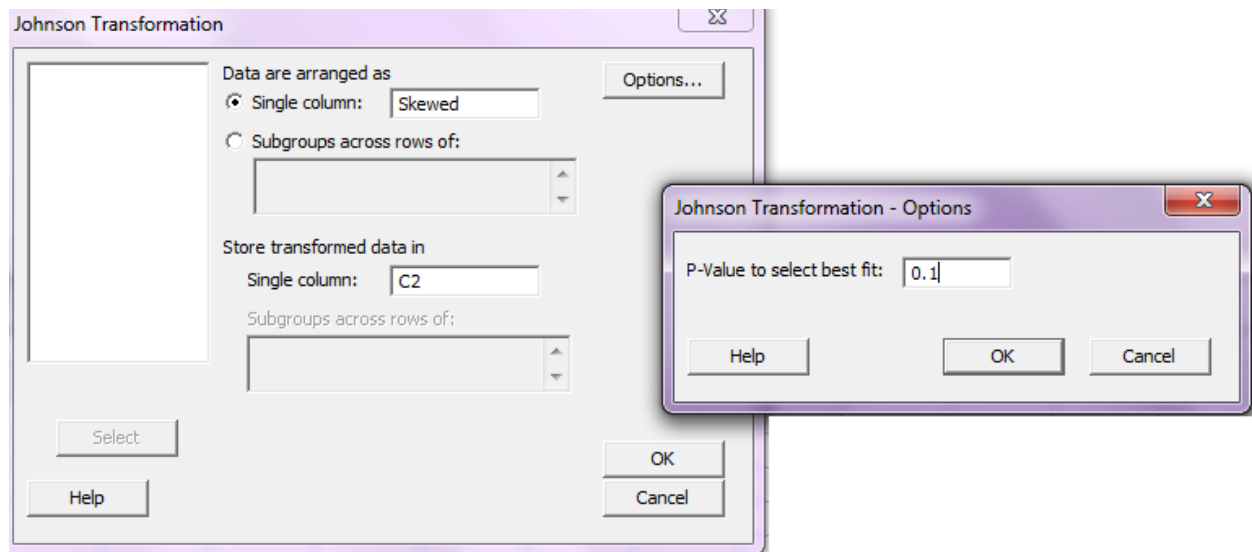 Johnson Transformation
Data are arranged as
Options...
Single column:
Skewed
Subgroups across rows of:
Store transformed data in
Single column:
C2
Subgroups across rows of:
Select
Help
OK
Cancel
Johnson Transformation - Options
P-Value to select best fit:
0.1
Help
OK
Cancel